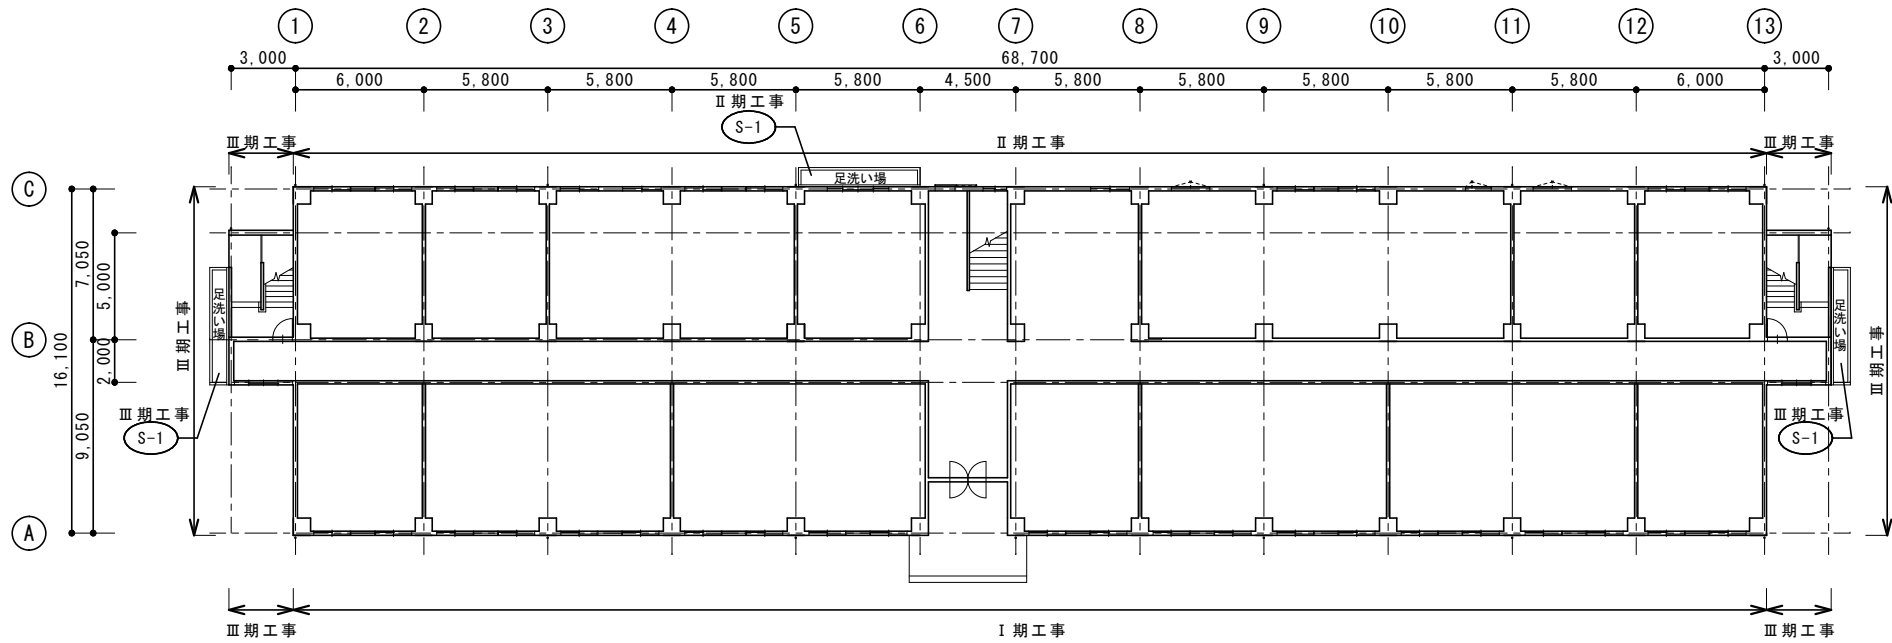 1 2 3 4 5 6 7 8 9 10 11 12 13
3,000 68,700 3,000
6,000 5,800 5,800 5,800 5,800 4,500 5,800 5,800 5,800 5,800 5,800 6,000
Ⅱ期工事
S-1
Ⅲ期工事 Ⅱ期工事 Ⅲ期工事
足洗い場
C
7,050
5,000
足洗い場
足洗い場
Ⅲ期工事
Ⅲ期工事
B
16,100
2,000
9,050
Ⅲ期工事
S-1
Ⅲ期工事
S-1
A
Ⅲ期工事 Ⅰ期工事 Ⅲ期工事